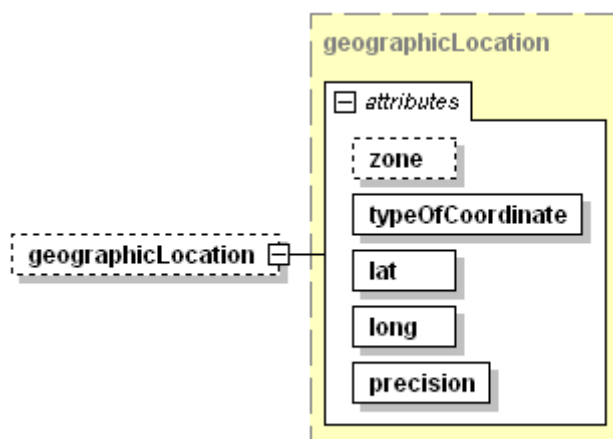 geographicLocation
attributes
zone
typeOfCoordinate
geographicLocation
lat
long
precision